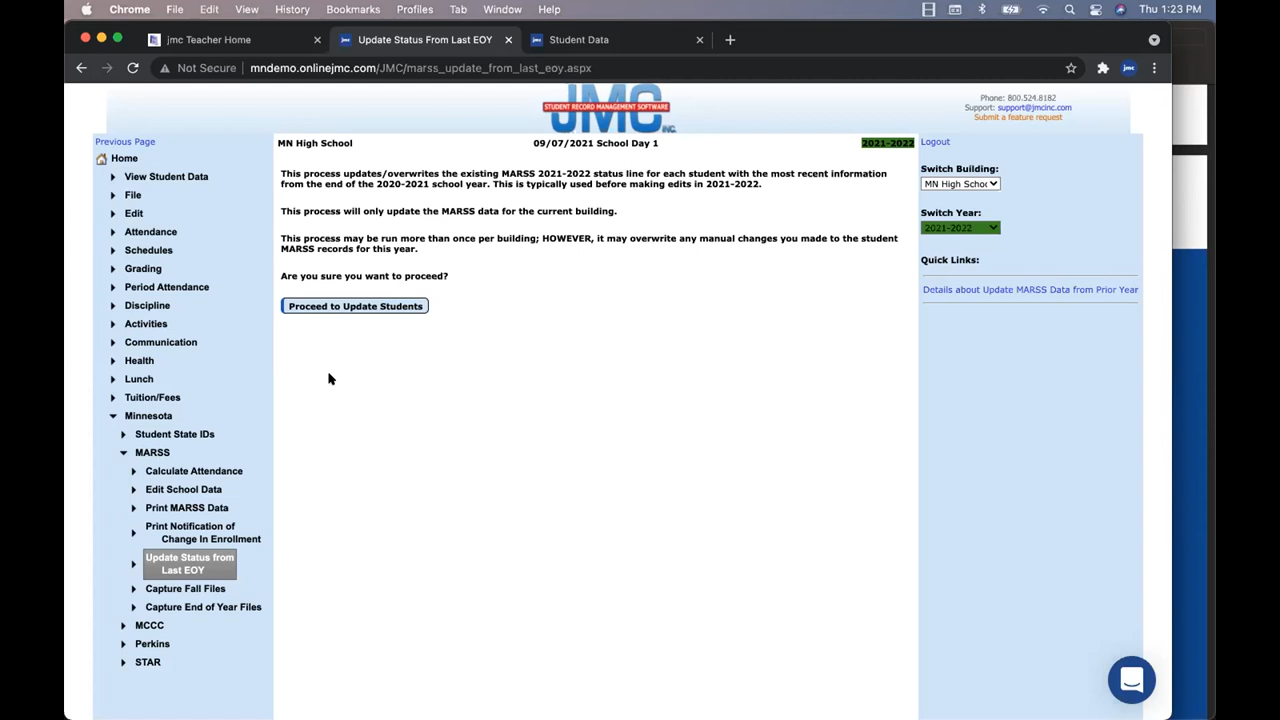 Chrome File Edit View History Bookmarks Profiles Tab Window Help
Thu 1:23 PM
jmc Teacher Home
Update Status From Last EOY
jmc
Student Data
Not Secure mndemo.onlinejmc.com/JMC/marss_update_from_last_eoy.aspx
jmc
JMC INC.
STUDENT RECORD MANAGEMENT SOFTWARE
Phone: 800.524.8182
Support: support@jmcinc.com
Submit a feature request
Previous Page
Home
View Student Data
File
Edit
Attendance
Schedules
Grading
Period Attendance
Discipline
Activities
Communication
Health
Lunch
Tuition/Fees
Minnesota
Student State IDs
MARSS
Calculate Attendance
Edit School Data
Print MARSS Data
Print Notification of
Change In Enrollment
Update Status from
Last EOY
Capture Fall Files
Capture End of Year Files
MCCC
Perkins
STAR
MN High School 09/07/2021 School Day 1 2021-2022
This process updates/overwrites the existing MARSS 2021-2022 status line for each student with the most recent information
from the end of the 2020-2021 school year. This is typically used before making edits in 2021-2022.
This process will only update the MARSS data for the current building.
This process may be run more than once per building; HOWEVER, it may overwrite any manual changes you made to the student
MARSS records for this year.
Are you sure you want to proceed?
Proceed to Update Students
Logout
Switch Building:
MN High Schoo
Switch Year:
2021-2022
Quick Links:
Details about Update MARSS Data from Prior Year